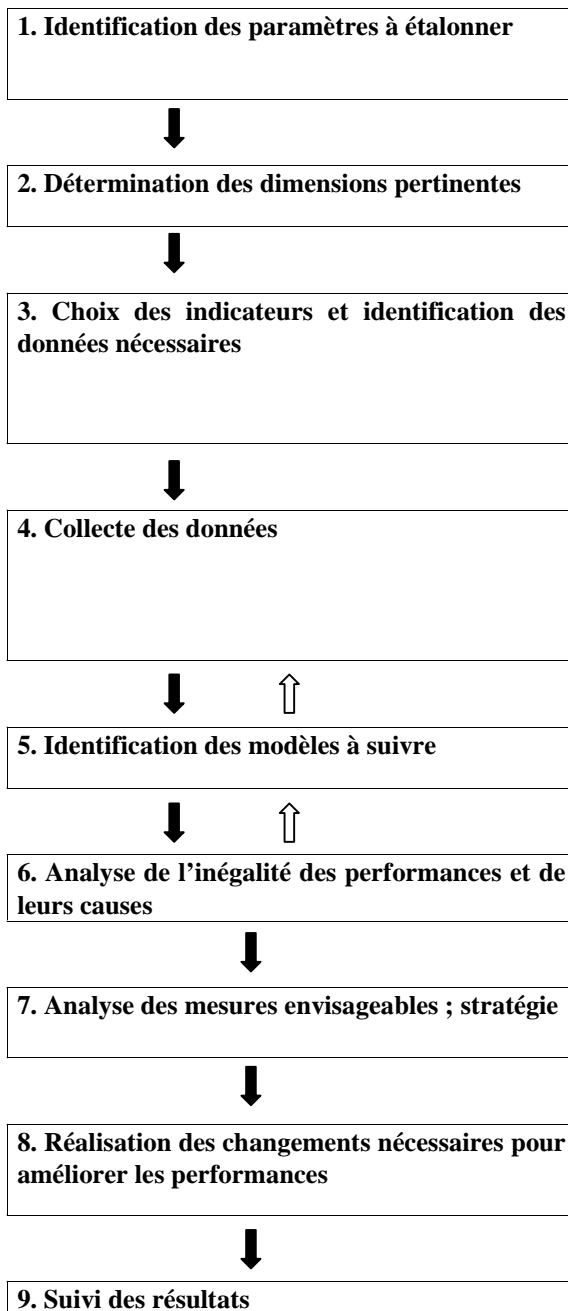 1. Identification des paramètres à étalonner
2. Détermination des dimensions pertinentes
3. Choix des indicateurs et identification des
données nécessaires
4. Collecte des données
5. Identification des modèles à suivre
6. Analyse de l’inégalité des performances et de
leurs causes
7. Analyse des mesures envisageables ; stratégie
8. Réalisation des changements nécessaires pour
améliorer les performances
9. Suivi des résultats